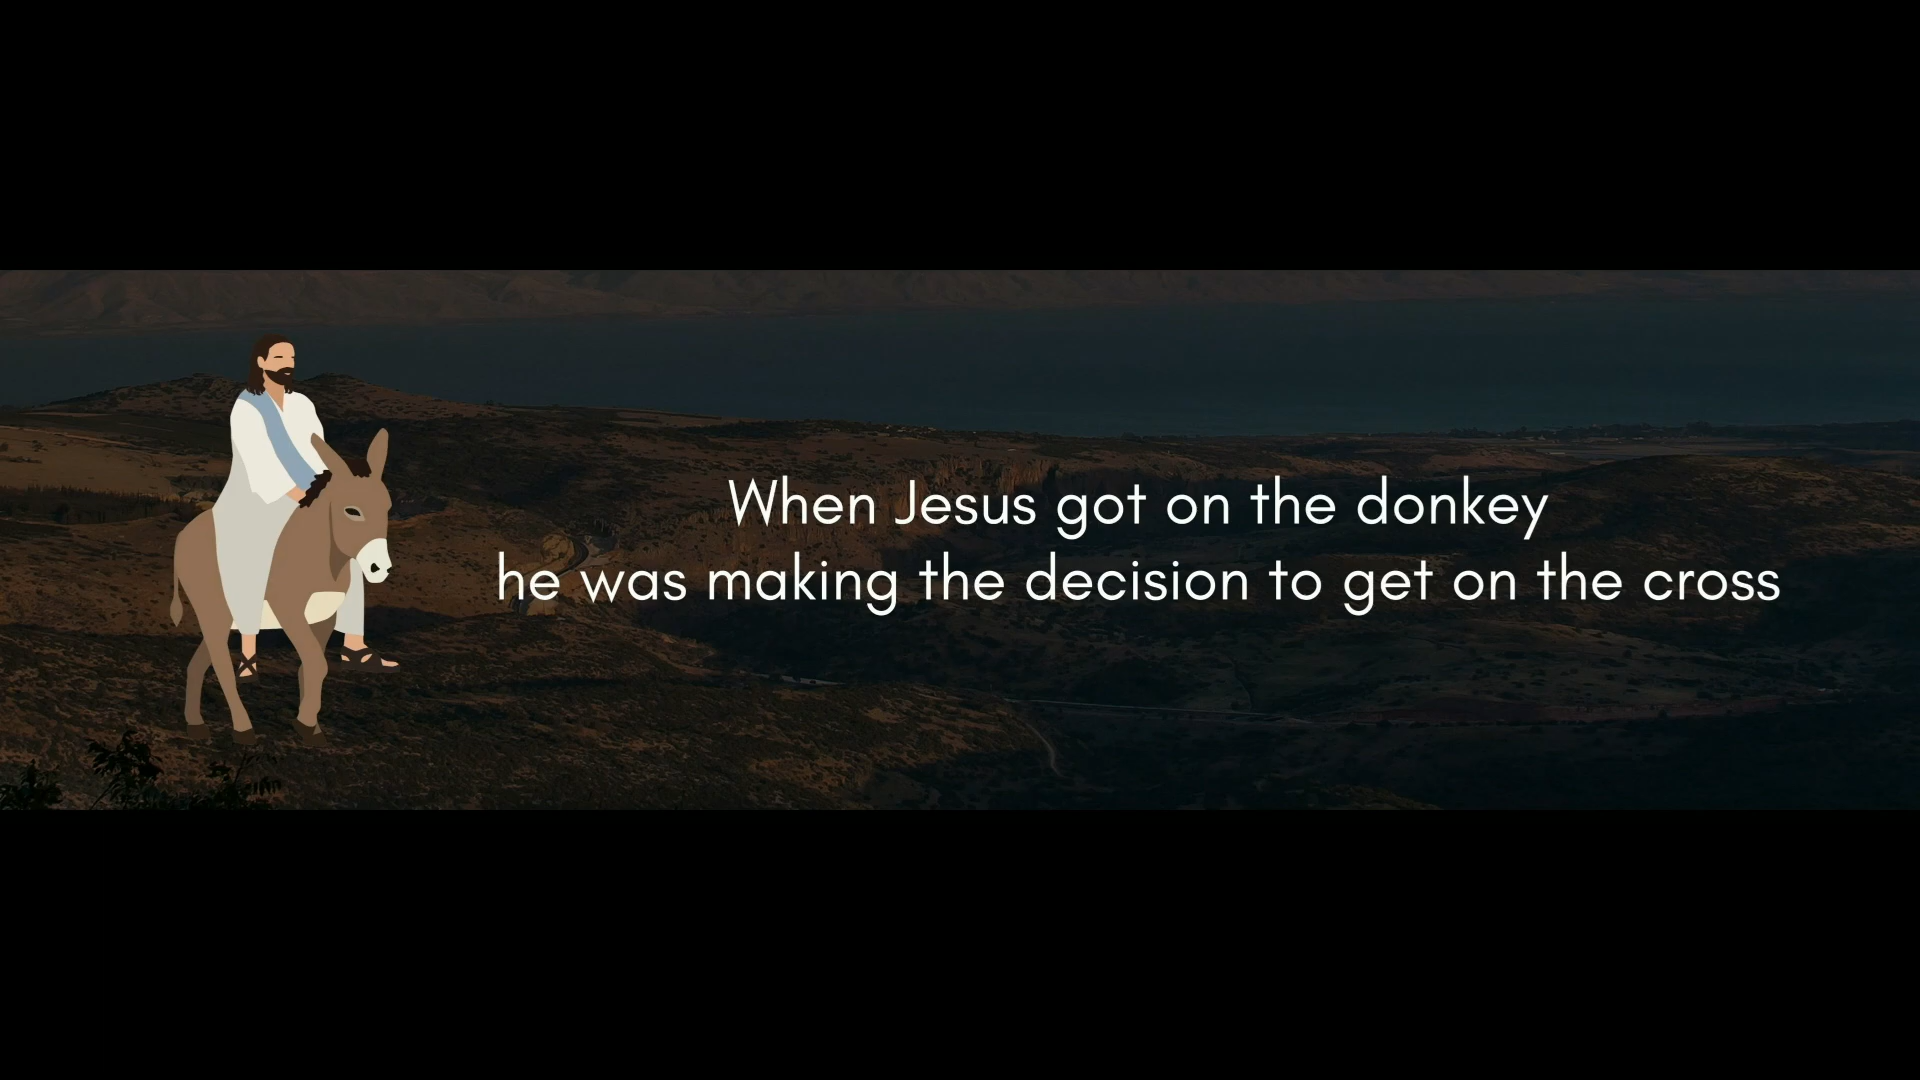 When Jesus got on the donkey
he was making the decision to get on the cross